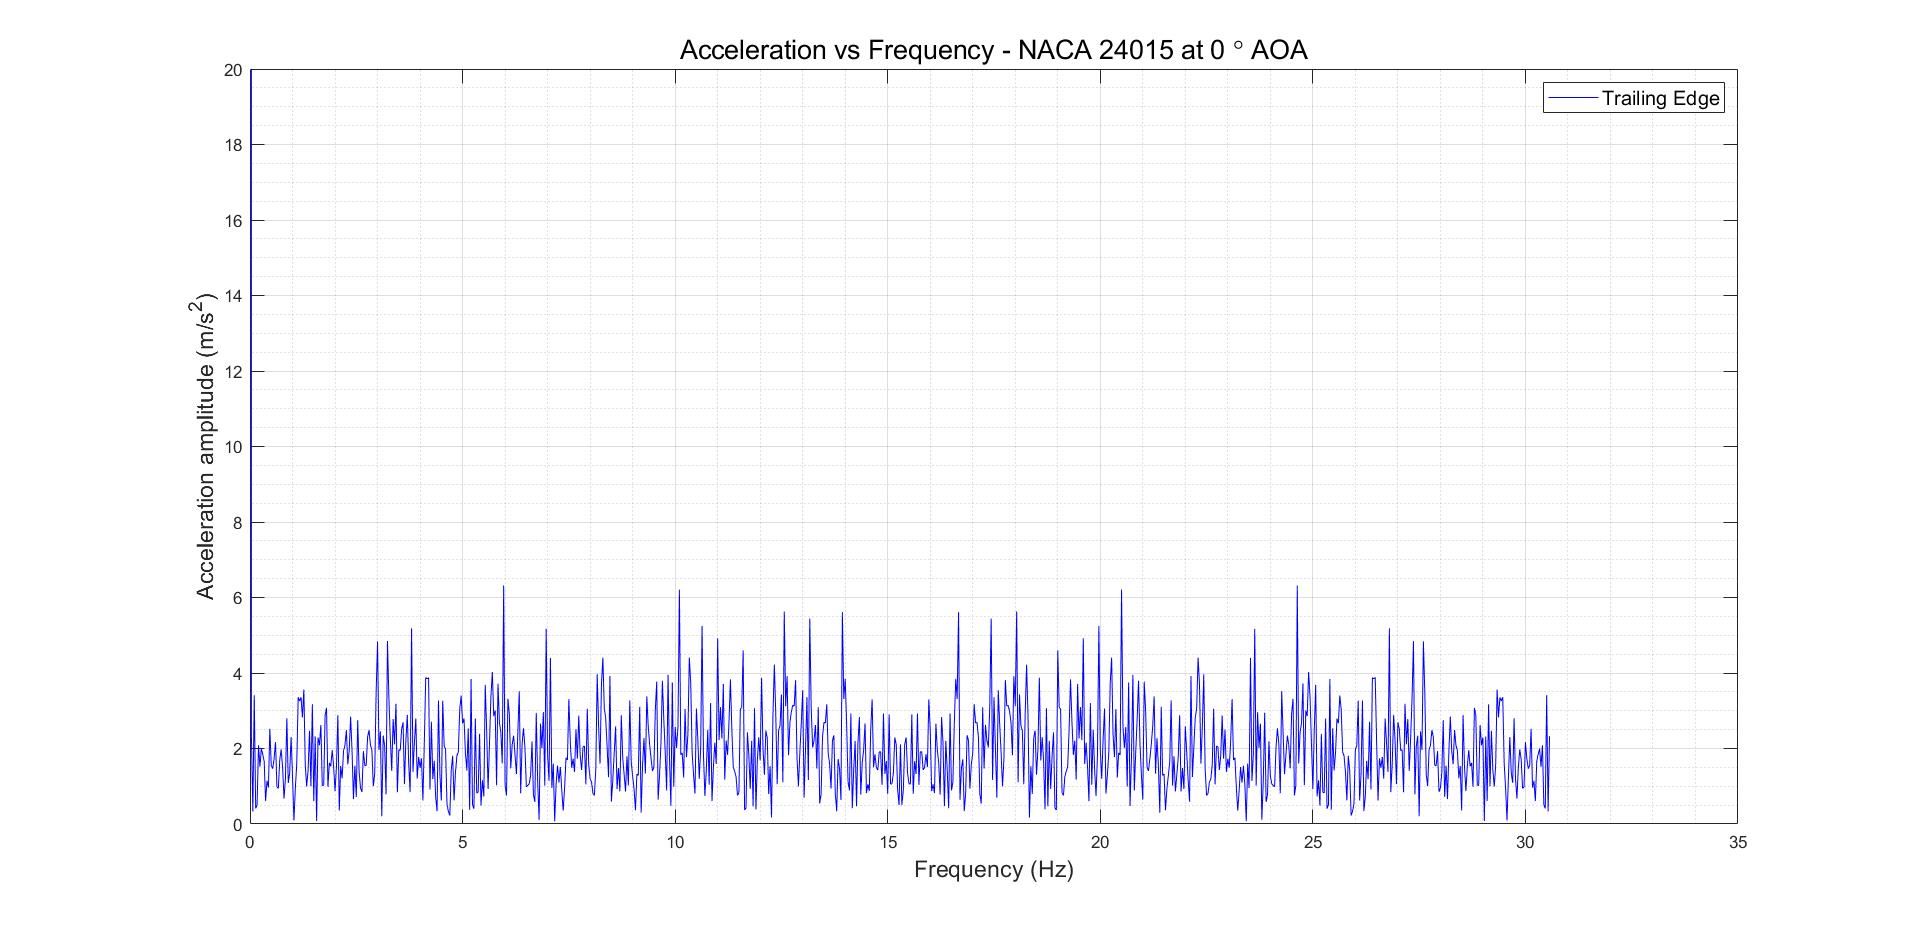 Acceleration vs Frequency - NACA 24015 at 0 ° AOA
Trailing Edge
Acceleration amplitude (m/s²)
20
18
16
14
12
10
8
6
4
2
0
0 5 10 15 20 25 30 35
Frequency (Hz)